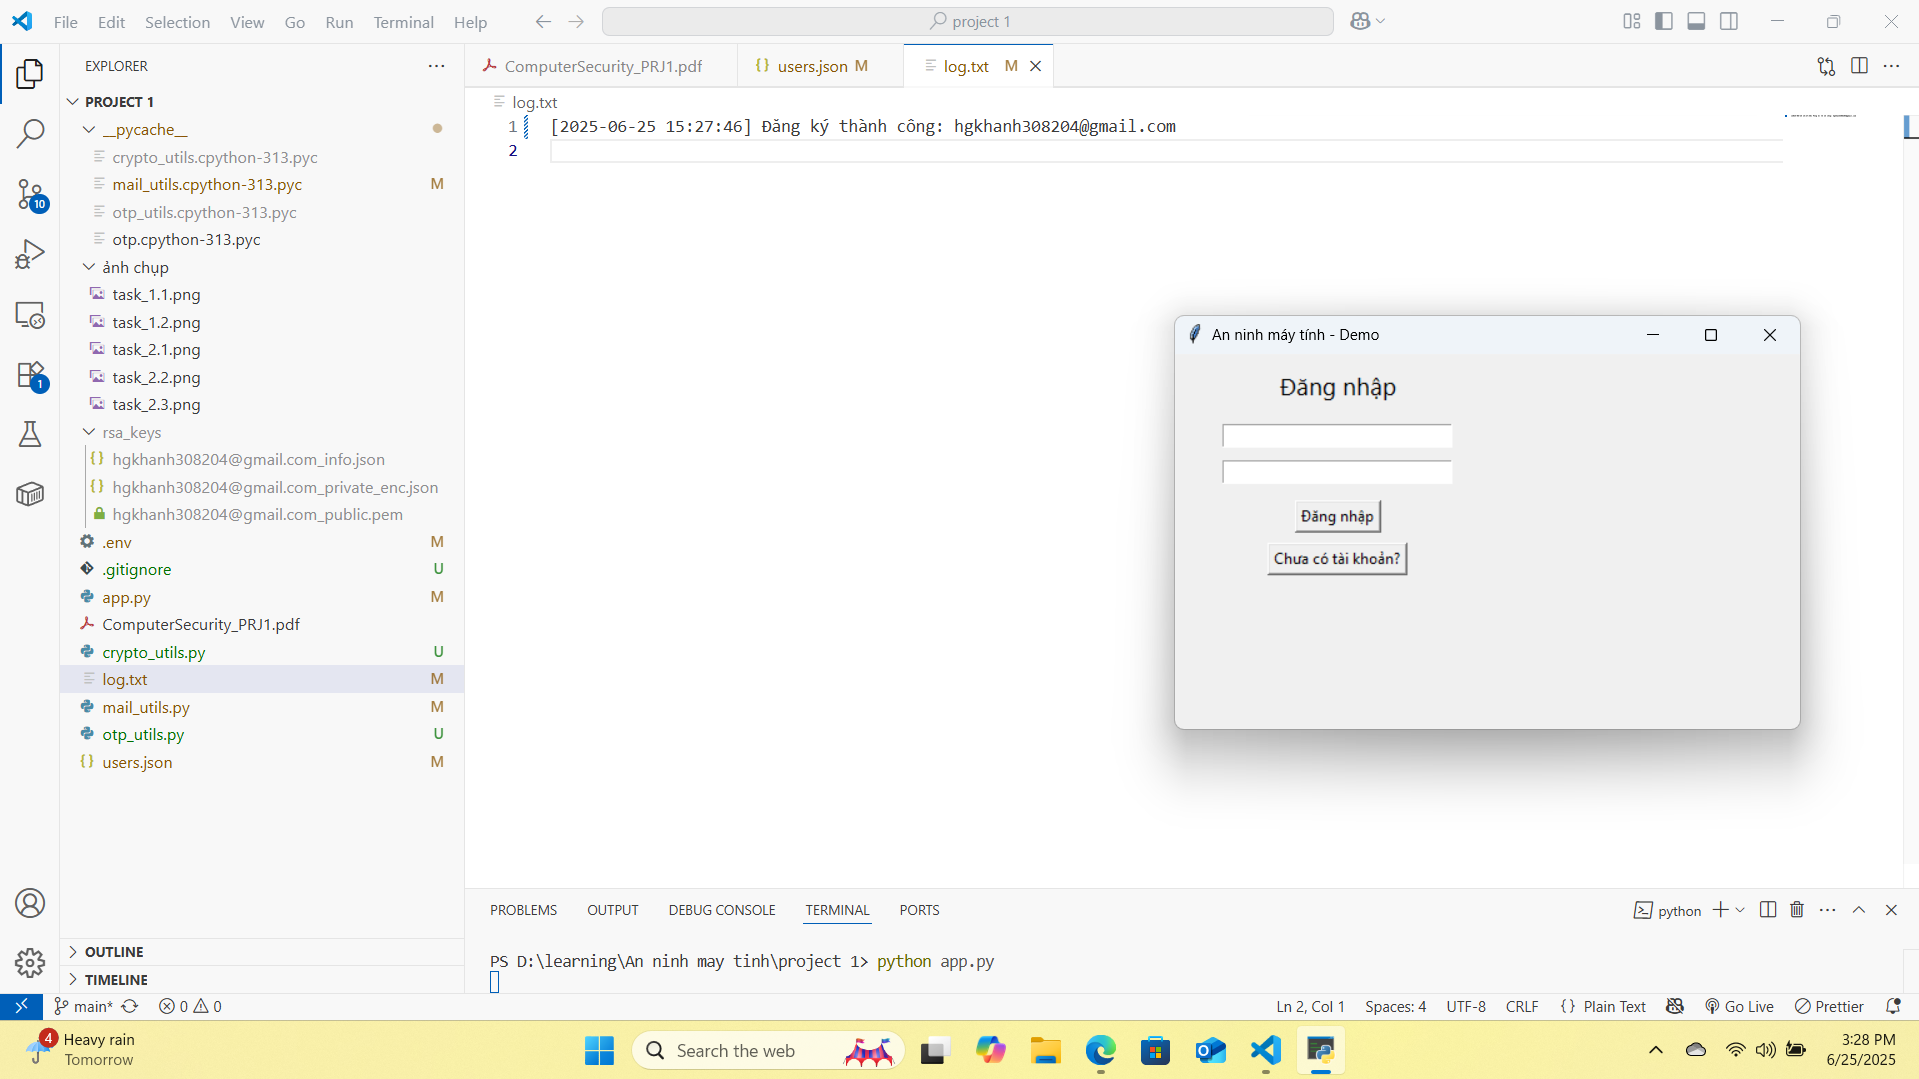 File Edit Selection View Go Run Terminal Help
project 1
EXPLORER
PROJECT 1
__pycache__
crypto_utils.cpython-313.pyc
mail_utils.cpython-313.pyc M
otp_utils.cpython-313.pyc
otp.cpython-313.pyc
ảnh chụp
task_1.1.png
task_1.2.png
task_2.1.png
task_2.2.png
task_2.3.png
rsa_keys
hgkhanh308204@gmail.com_info.json
hgkhanh308204@gmail.com_private_enc.json
hgkhanh308204@gmail.com_public.pem
.env M
.gitignore U
app.py M
ComputerSecurity_PRJ1.pdf
crypto_utils.py U
log.txt M
mail_utils.py M
otp_utils.py U
users.json M
OUTLINE
TIMELINE
10
1
ComputerSecurity_PRJ1.pdf users.json M log.txt M
log.txt
1 [2025-06-25 15:27:46] Đăng ký thành công: hgkhanh308204@gmail.com
2
An ninh máy tính - Demo
Đăng nhập
Đăng nhập
Chưa có tài khoản?
PROBLEMS OUTPUT DEBUG CONSOLE TERMINAL PORTS
python
PS D:\learning\An ninh may tinh\project 1> python app.py
main* 0 0
Ln 2, Col 1 Spaces: 4 UTF-8 CRLF {} Plain Text Go Live Prettier
4
Heavy rain
Tomorrow
Search the web
3:28 PM
6/25/2025